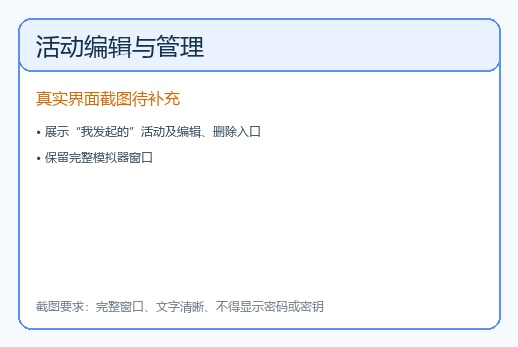 活动编辑与管理
真实界面截图待补充
• 展示“我发起的”活动及编辑、删除入口
• 保留完整模拟器窗口
截图要求：完整窗口、文字清晰、不得显示密码或密钥